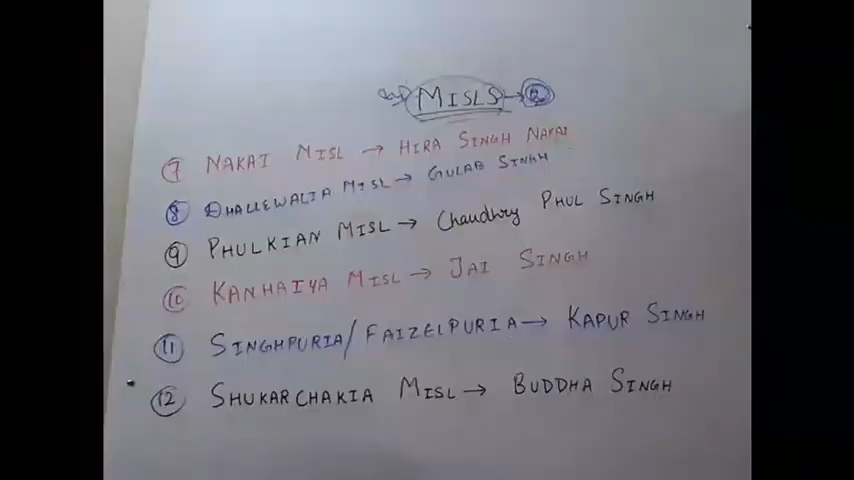 MISLS → 2
7 NAKAI MISL → HIRA SINGH NAKAI
8 DHALLEWALIA MISL → GULAB SINGH
9 PHULKIAN MISL → Chaudhry PHUL SINGH
10 KANHAIYA MISL → JAI SINGH
11 SINGHPURIA/FAIZELPURIA → KAPUR SINGH
12 SHUKARCHAKIA MISL → BUDDHA SINGH